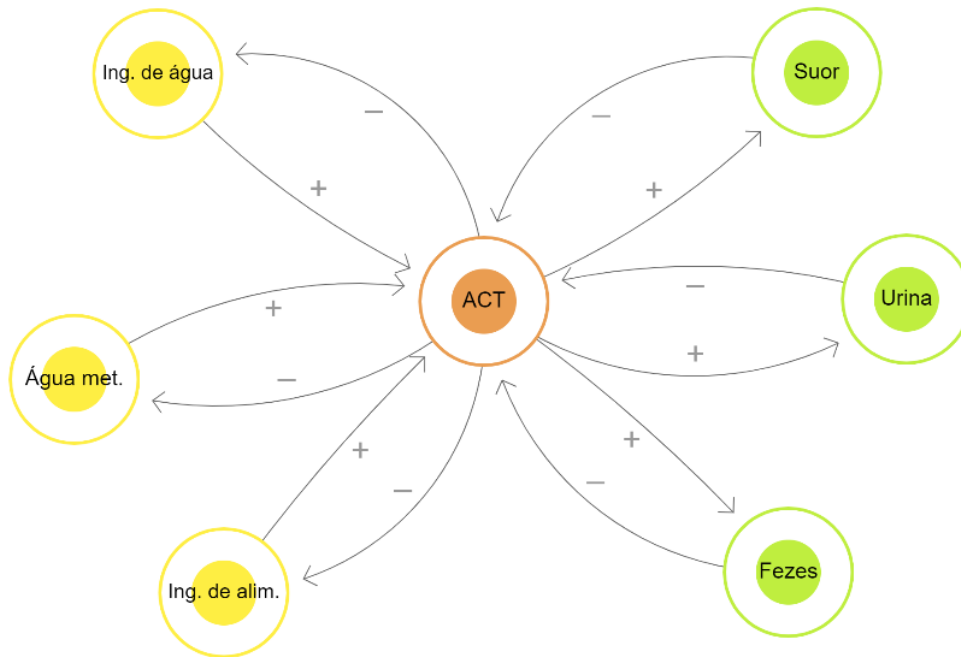 Ing. de água
Suor
−
−
+
+
ACT
Urina
−
+
+
Água met.
−
+
+
−
−
Ing. de alim.
Fezes